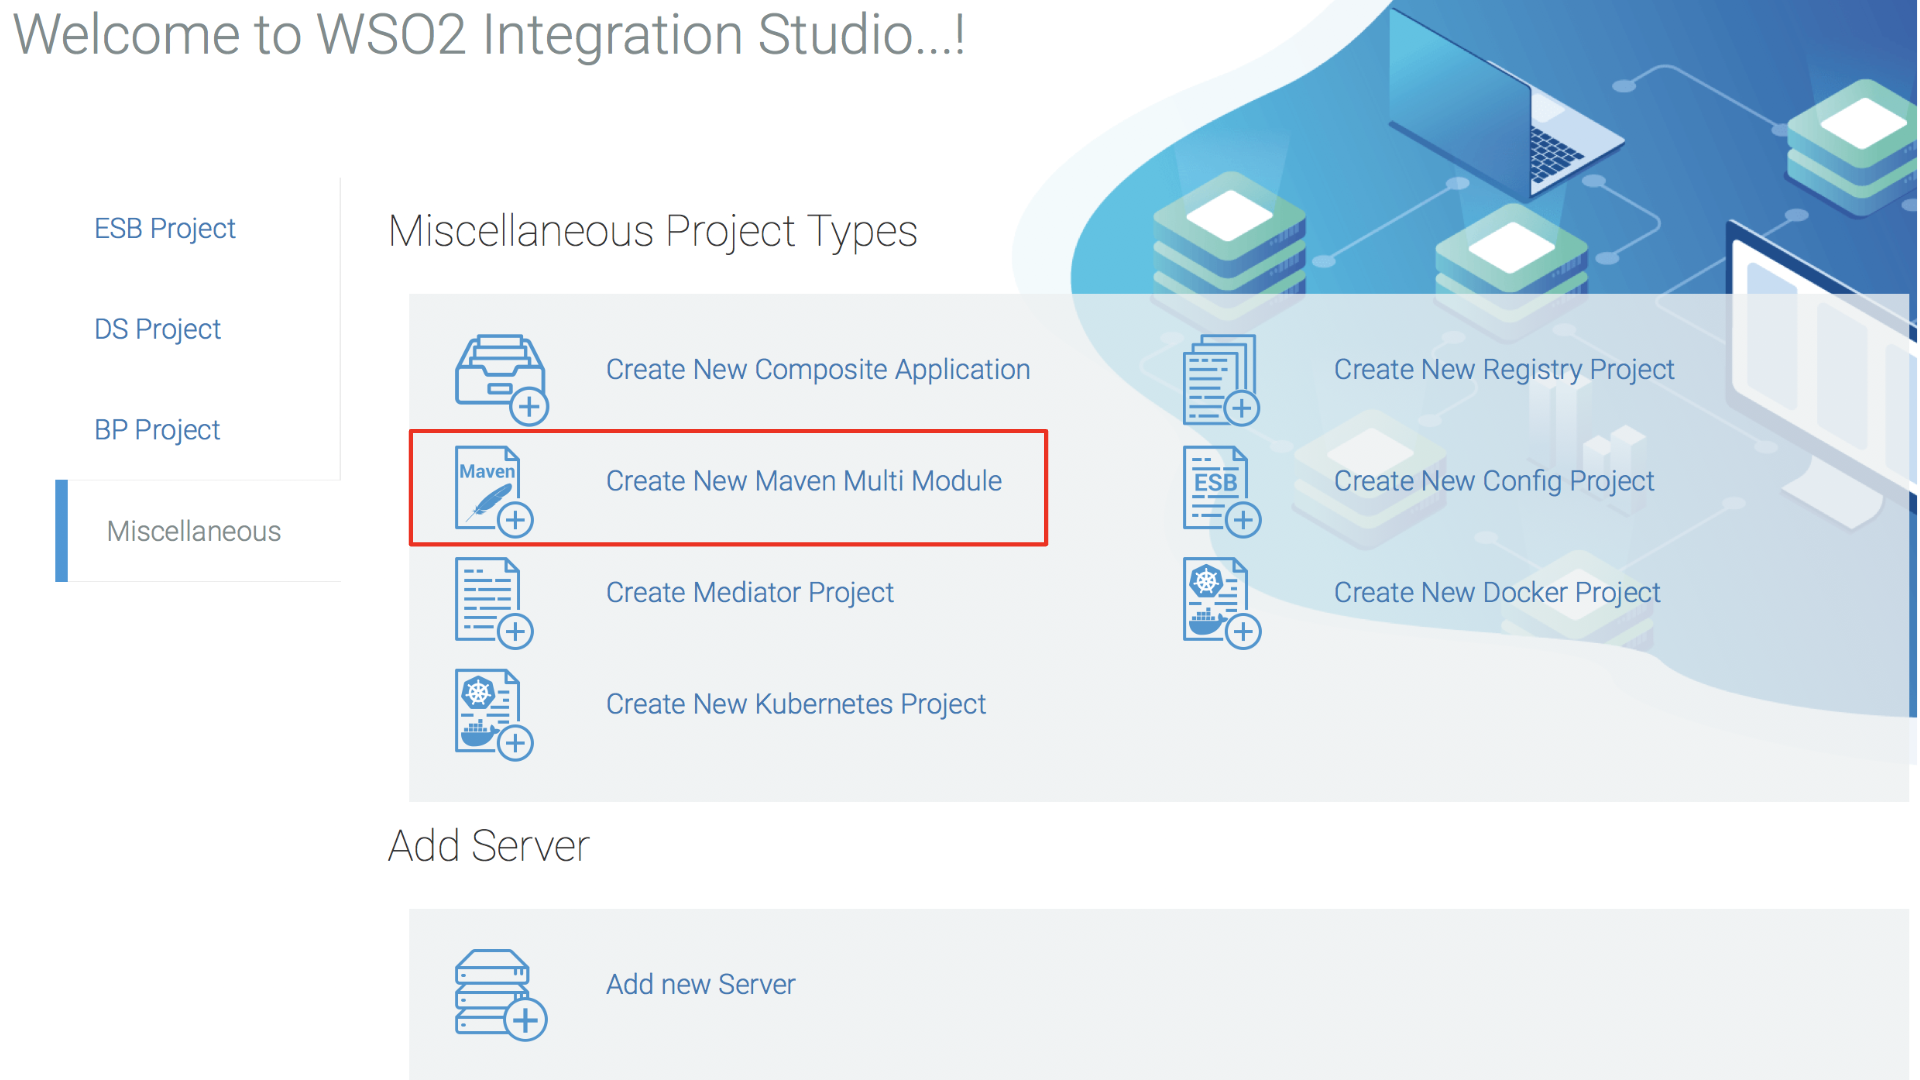 Welcome to WSO2 Integration Studio...!
ESB Project
DS Project
BP Project
Miscellaneous
Miscellaneous Project Types
Create New Composite Application
Create New Registry Project
Maven
Create New Maven Multi Module
ESB
Create New Config Project
Create Mediator Project
Create New Docker Project
Create New Kubernetes Project
Add Server
Add new Server